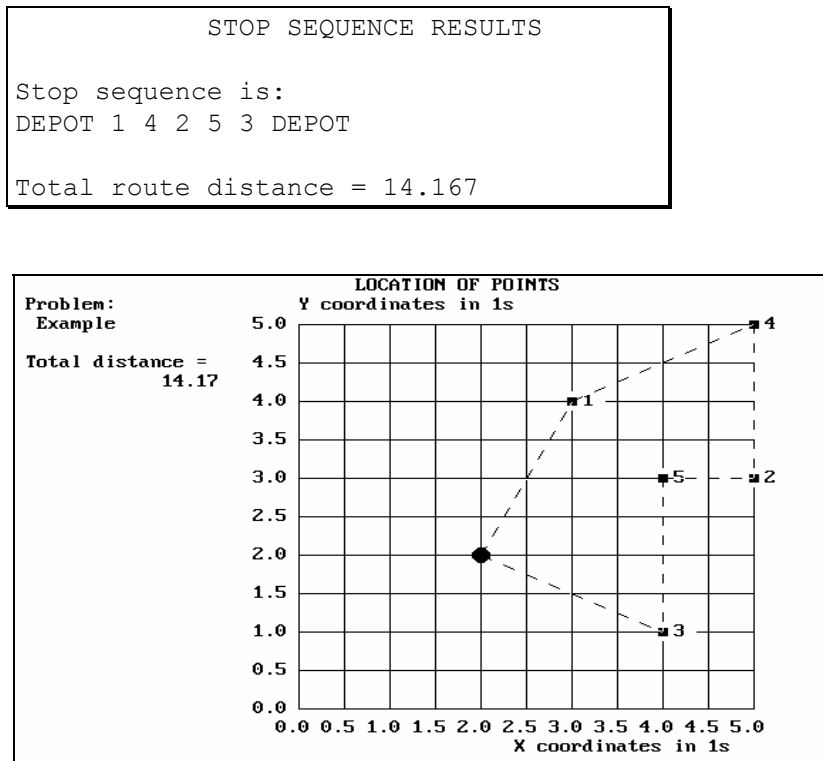 STOP SEQUENCE RESULTS
Stop sequence is:
DEPOT 1 4 2 5 3 DEPOT
Total route distance = 14.167
LOCATION OF POINTS
Problem:
Example
Total distance =
14.17
Y coordinates in 1s
5.0
4.5
4.0
3.5
3.0
2.5
2.0
1.5
1.0
0.5
0.0
4
1
5
2
3
0.0 0.5 1.0 1.5 2.0 2.5 3.0 3.5 4.0 4.5 5.0
X coordinates in 1s